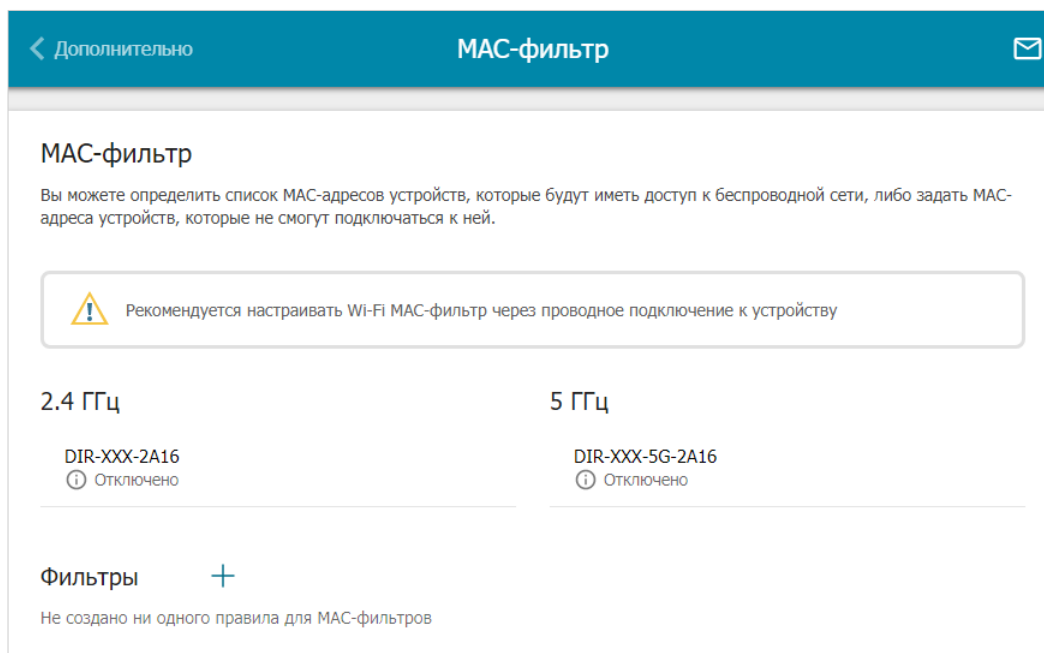 Дополнительно
MAC-фильтр
MAC-фильтр
Вы можете определить список MAC-адресов устройств, которые будут иметь доступ к беспроводной сети, либо задать MAC-
адреса устройств, которые не смогут подключаться к ней.
Рекомендуется настраивать Wi-Fi MAC-фильтр через проводное подключение к устройству
2.4 ГГц
5 ГГц
DIR-XXX-2A16
DIR-XXX-5G-2A16
Отключено
Отключено
Фильтры
Не создано ни одного правила для MAC-фильтров